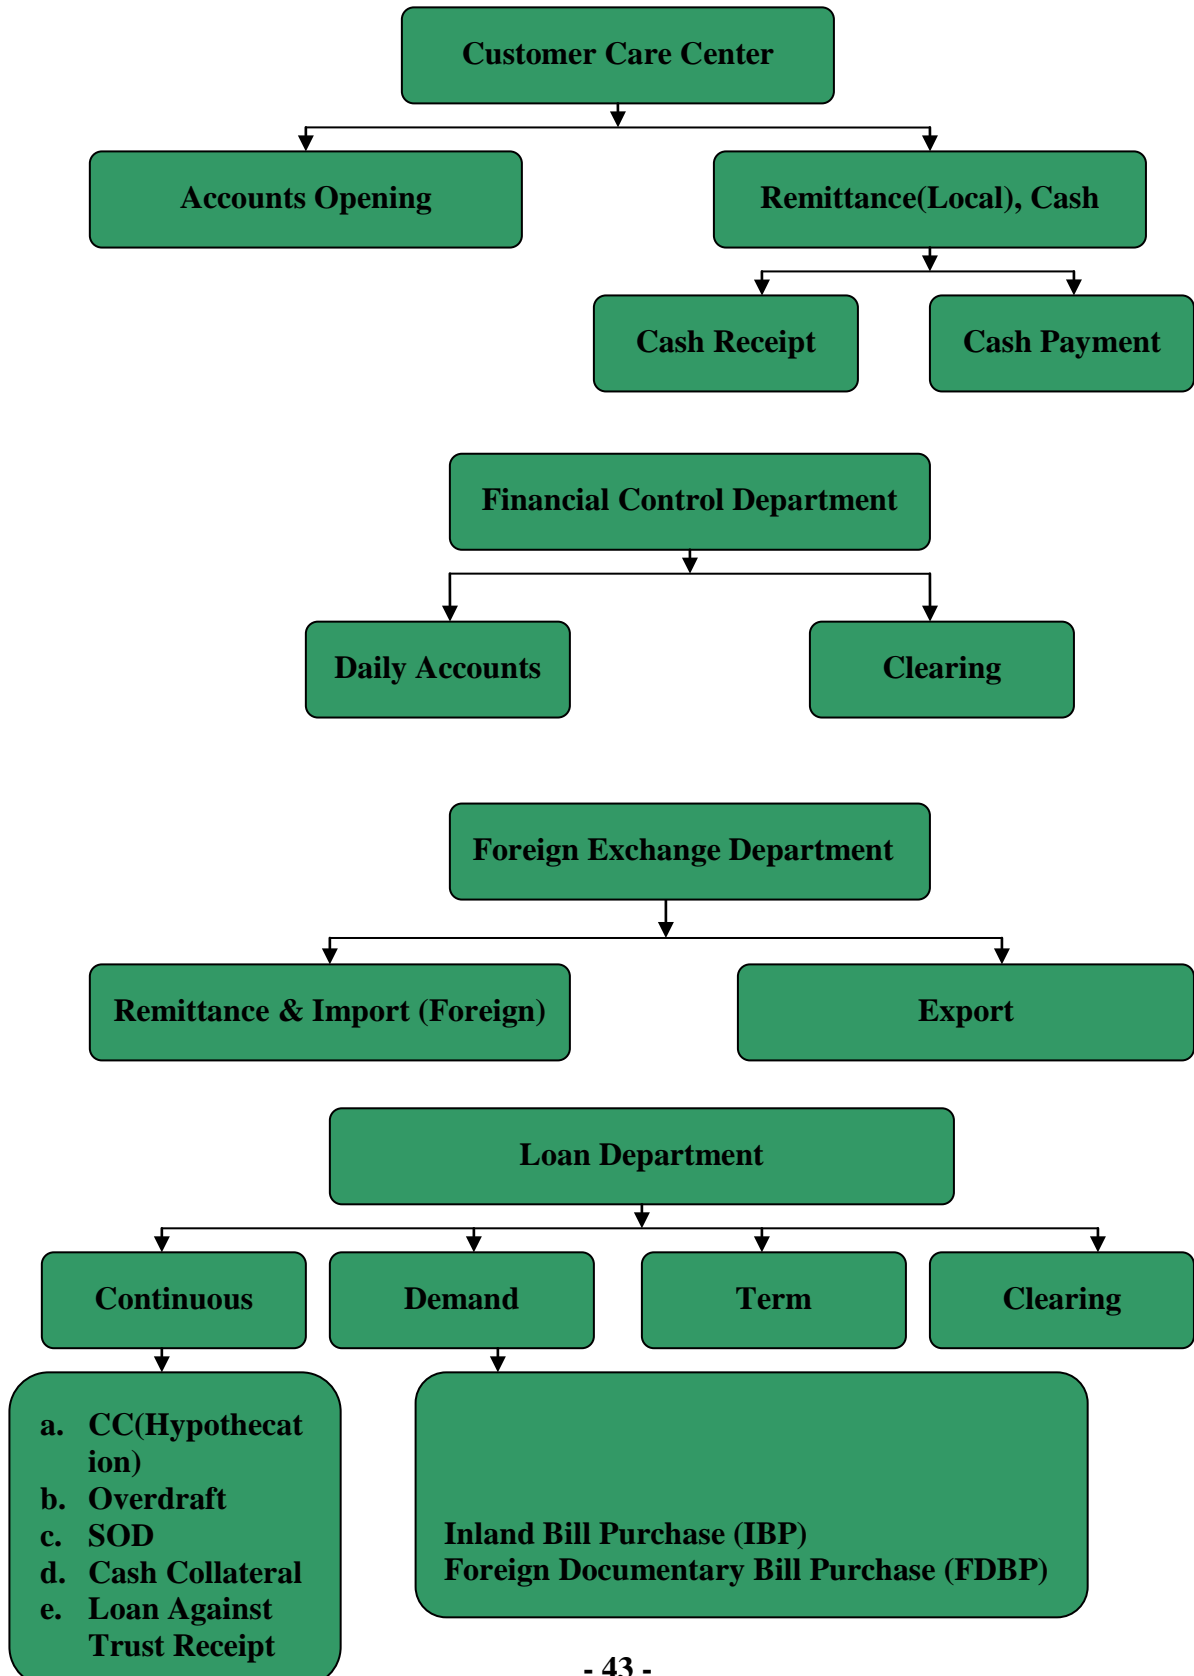 Customer Care Center
Accounts Opening
Remittance(Local), Cash
Cash Receipt
Cash Payment
Financial Control Department
Daily Accounts
Clearing
Foreign Exchange Department
Remittance & Import (Foreign)
Export
Loan Department
Continuous
Demand
Term
Clearing
a. CC(Hypothecat
ion)
b. Overdraft
c. SOD
d. Cash Collateral
e. Loan Against
Trust Receipt
Inland Bill Purchase (IBP)
Foreign Documentary Bill Purchase (FDBP)
- 43 -